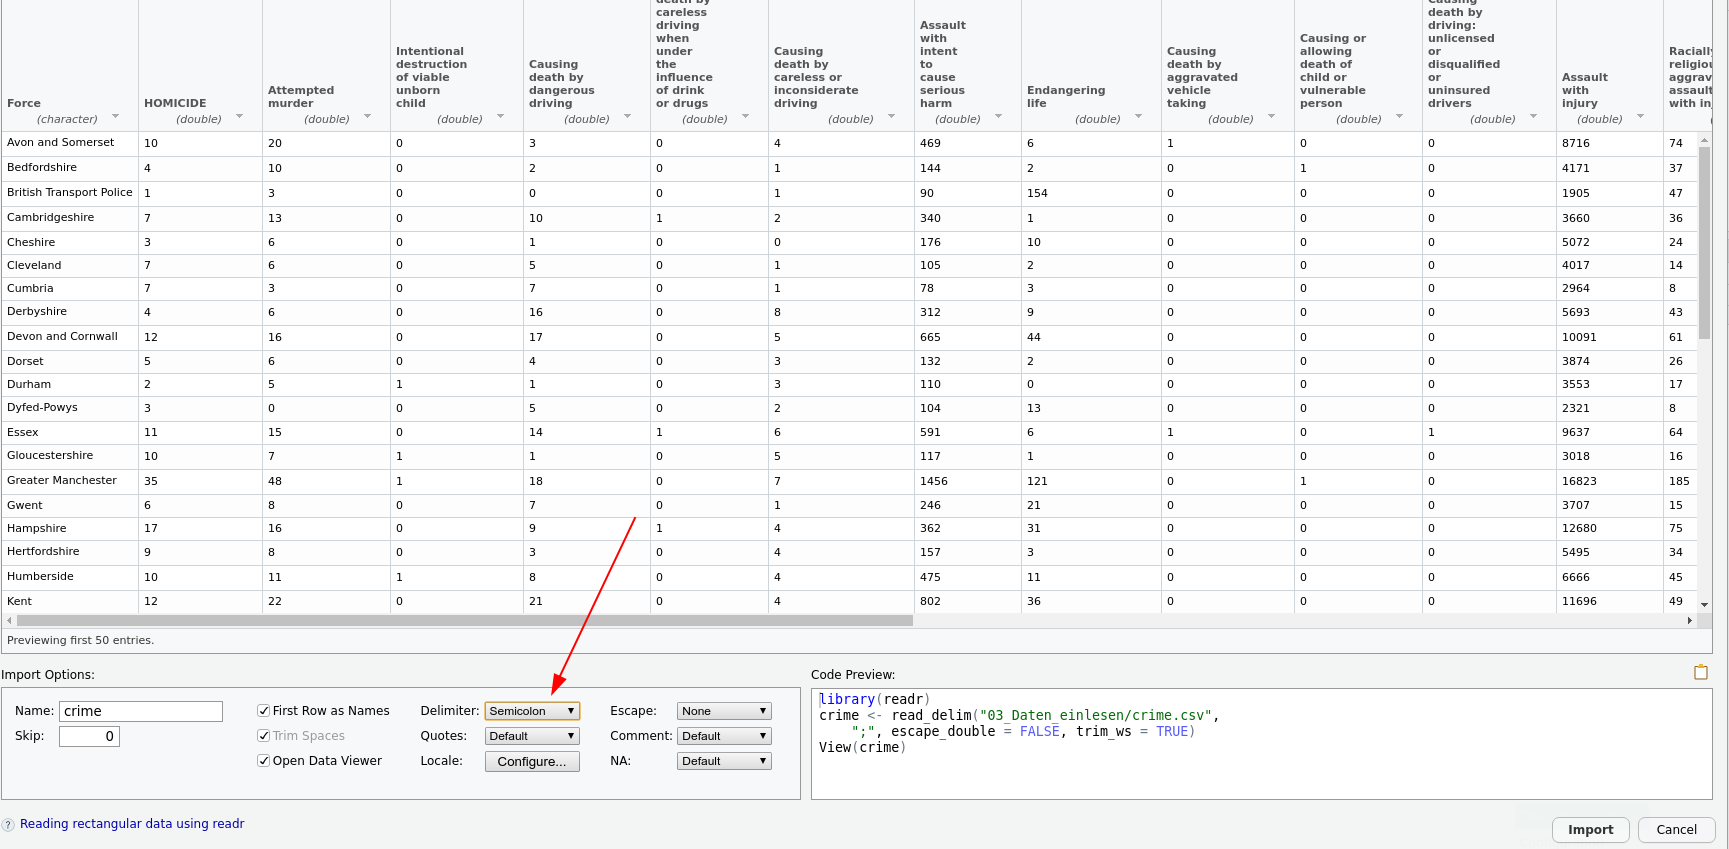 death by
careless
driving
when
under
the
influence
of drink
or drugs
Causing
death by
driving:
unlicensed
or
disqualified
or
uninsured
drivers
Assault
with
intent
to
cause
serious
harm
Causing or
allowing
death of
child or
vulnerable
person
Intentional
destruction
of viable
unborn
child
Causing
death by
dangerous
driving
Causing
death by
careless or
inconsiderate
driving
Causing
death by
aggravated
vehicle
taking
Assault
with
injury
Attempted
murder
Endangering
life
Force HOMICIDE
(character) (double) (double) (double) (double) (double) (double) (double) (double) (double) (double) (double) (double)
Avon and Somerset 10 20 0 3 0 4 469 6 1 0 0 8716 74
Bedfordshire 4 10 0 2 0 1 144 2 0 1 0 4171 37
British Transport Police 1 3 0 0 0 1 90 154 0 0 0 1905 47
Cambridgeshire 7 13 0 10 1 2 340 1 0 0 0 3660 36
Cheshire 3 6 0 1 0 0 176 10 0 0 0 5072 24
Cleveland 7 6 0 5 0 1 105 2 0 0 0 4017 14
Cumbria 7 3 0 7 0 1 78 3 0 0 0 2964 8
Derbyshire 4 6 0 16 0 8 312 9 0 0 0 5693 43
Devon and Cornwall 12 16 0 17 0 5 665 44 0 0 0 10091 61
Dorset 5 6 0 4 0 3 132 2 0 0 0 3874 26
Durham 2 5 1 1 0 3 110 0 0 0 0 3553 17
Dyfed-Powys 3 0 0 5 0 2 104 13 0 0 0 2321 8
Essex 11 15 0 14 1 6 591 6 1 0 1 9637 64
Gloucestershire 10 7 1 1 0 5 117 1 0 0 0 3018 16
Greater Manchester 35 48 1 18 0 7 1456 121 0 1 0 16823 185
Gwent 6 8 0 7 0 1 246 21 0 0 0 3707 15
Hampshire 17 16 0 9 1 4 362 31 0 0 0 12680 75
Hertfordshire 9 8 0 3 0 4 157 3 0 0 0 5495 34
Humberside 10 11 1 8 0 4 475 11 0 0 0 6666 45
Kent 12 22 0 21 0 4 802 36 0 0 0 11696 49
Previewing first 50 entries.
Import Options:
Name: crime
Skip: 0
First Row as Names
Trim Spaces
Open Data Viewer
Delimiter: Semicolon
Quotes: Default
Locale: Configure...
Escape: None
Comment: Default
NA: Default
Code Preview:
library(readr)
crime <- read_delim("03_Daten_einlesen/crime.csv",
";", escape_double = FALSE, trim_ws = TRUE)
View(crime)
? Reading rectangular data using readr
Import Cancel